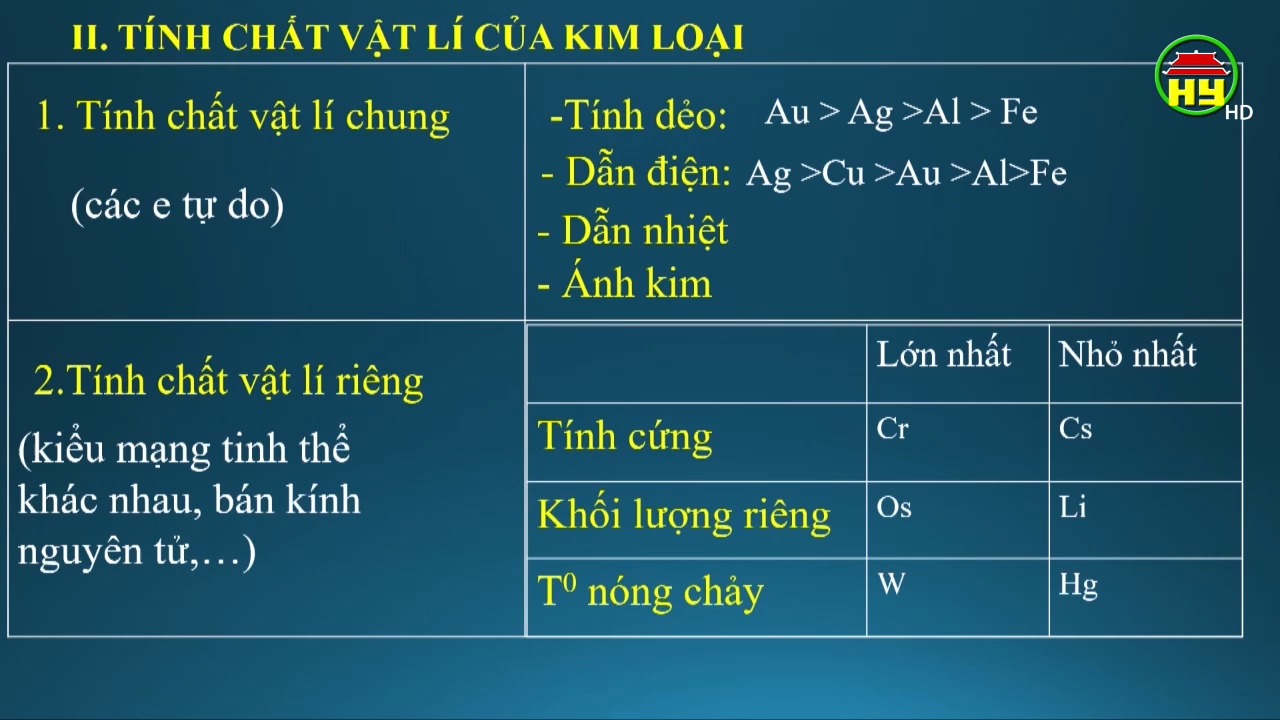 II. TÍNH CHẤT VẬT LÍ CỦA KIM LOẠI
HY
HD
1. Tính chất vật lí chung
(các e tự do)
-Tính dẻo: Au > Ag >Al > Fe
- Dẫn điện: Ag >Cu >Au >Al>Fe
- Dẫn nhiệt
- Ánh kim
2.Tính chất vật lí riêng
(kiểu mạng tinh thể
khác nhau, bán kính
nguyên tử,…)
Lớn nhất Nhỏ nhất
Tính cứng Cr Cs
Khối lượng riêng Os Li
T⁰ nóng chảy W Hg